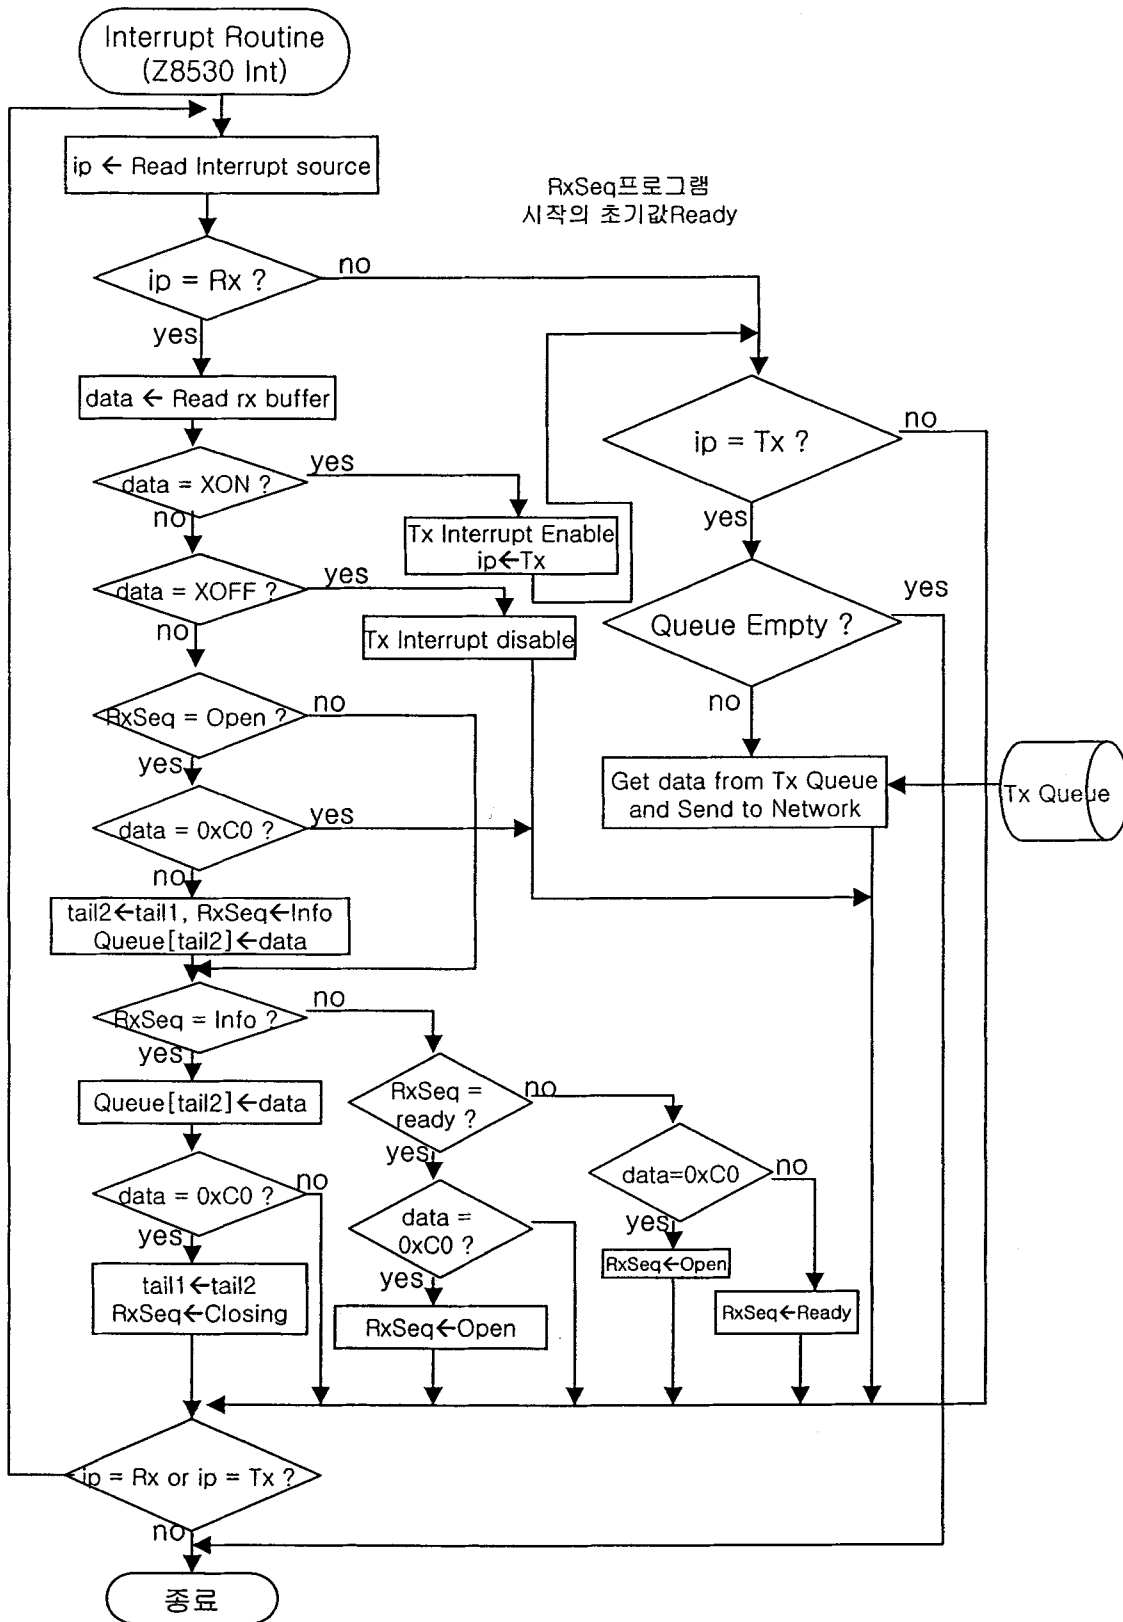 Interrupt Routine
(Z8530 Int)
ip ← Read Interrupt source
RxSeq프로그램
시작의 초기값Ready
ip = Rx ?
no
yes
data ← Read rx buffer
ip = Tx ?
no
yes
data = XON ?
yes
no
Tx Interrupt Enable
ip←Tx
data = XOFF ?
yes
no
Tx Interrupt disable
Queue Empty ?
yes
no
RxSeq = Open ?
no
yes
Get data from Tx Queue
and Send to Network
Tx Queue
data = 0xC0 ?
yes
no
tail2←tail1, RxSeq←Info
Queue[tail2]←data
RxSeq = Info ?
no
yes
Queue[tail2]←data
RxSeq =
ready ?
no
yes
data = 0xC0 ?
no
yes
data =
0xC0 ?
yes
data=0xC0
no
yes
RxSeq←Open
tail1←tail2
RxSeq←Closing
RxSeq←Open
RxSeq←Ready
ip = Rx or ip = Tx ?
no
종료